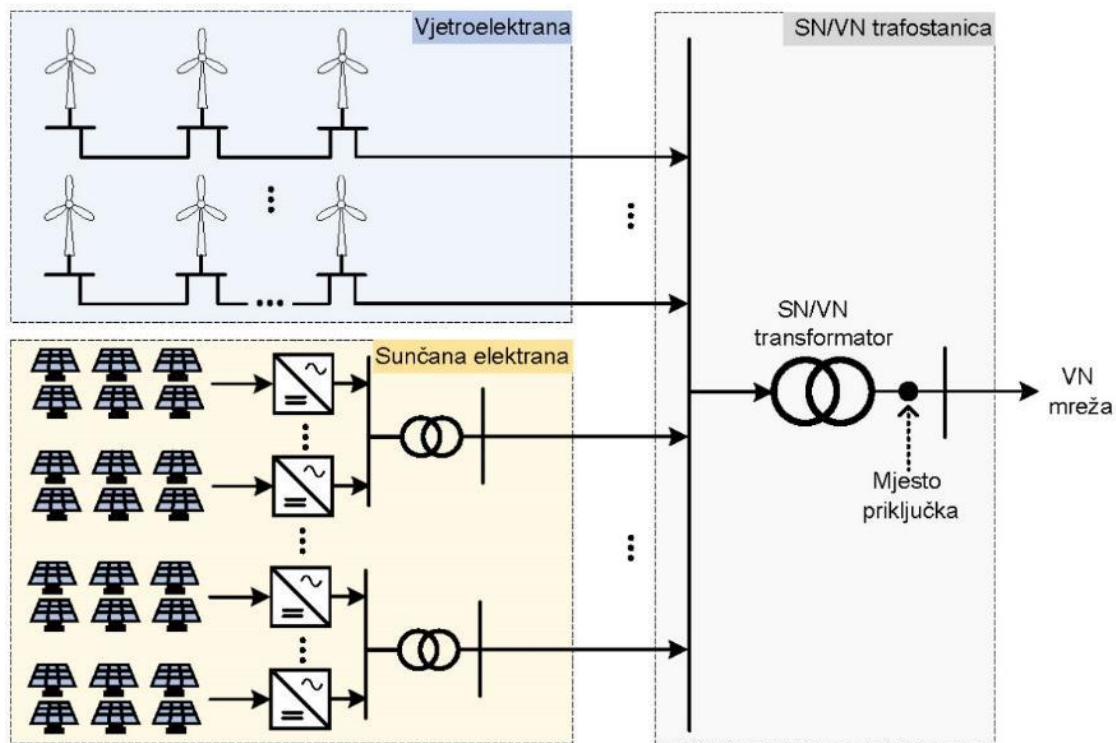 Vjetroelektrana
SN/VN trafostanica
SN/VN
transformator
Sunčana elektrana
VN
mreža
Mjesto
priključka